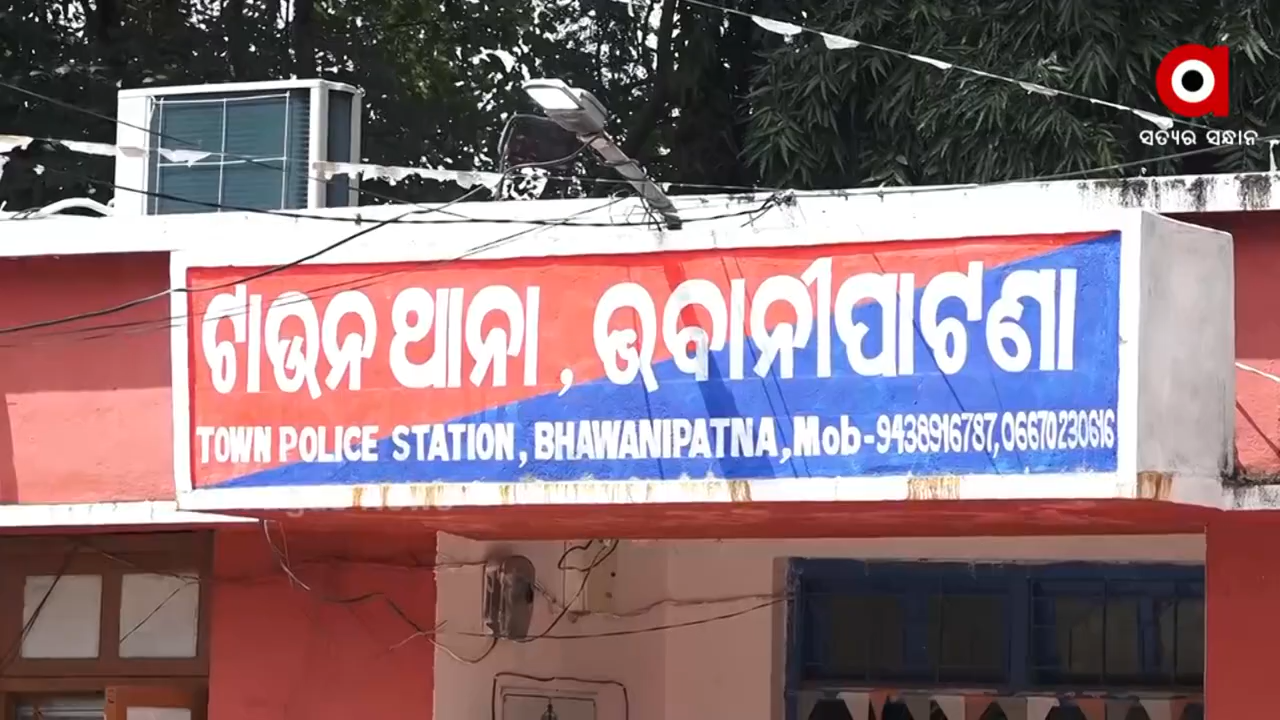 ସତ୍ୟର ସନ୍ଧାନ
ଟାଉନ ଥାନା , ଭବାନୀପାଟଣା
TOWN POLICE STATION, BHAWANIPATNA, Mob-9438916787, 06670230616